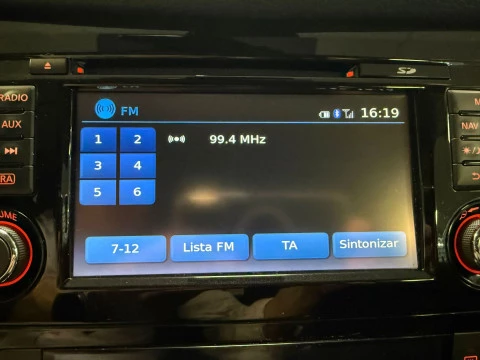 SD
FM
16:19
RADIO
M
1 2
99.4 MHz
AUX
NAV
3 4
5 6
7-12
Lista FM
TA
Sintonizar